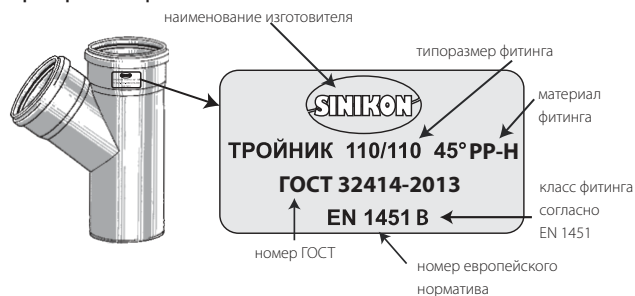 наименование изготовителя
типоразмер фитинга
SINIKON
материал
фитинга
ТРОЙНИК 110/110 45° PP-H
ГОСТ 32414-2013
EN 1451 B
класс фитинга
согласно
EN 1451
номер ГОСТ
номер европейского
норматива